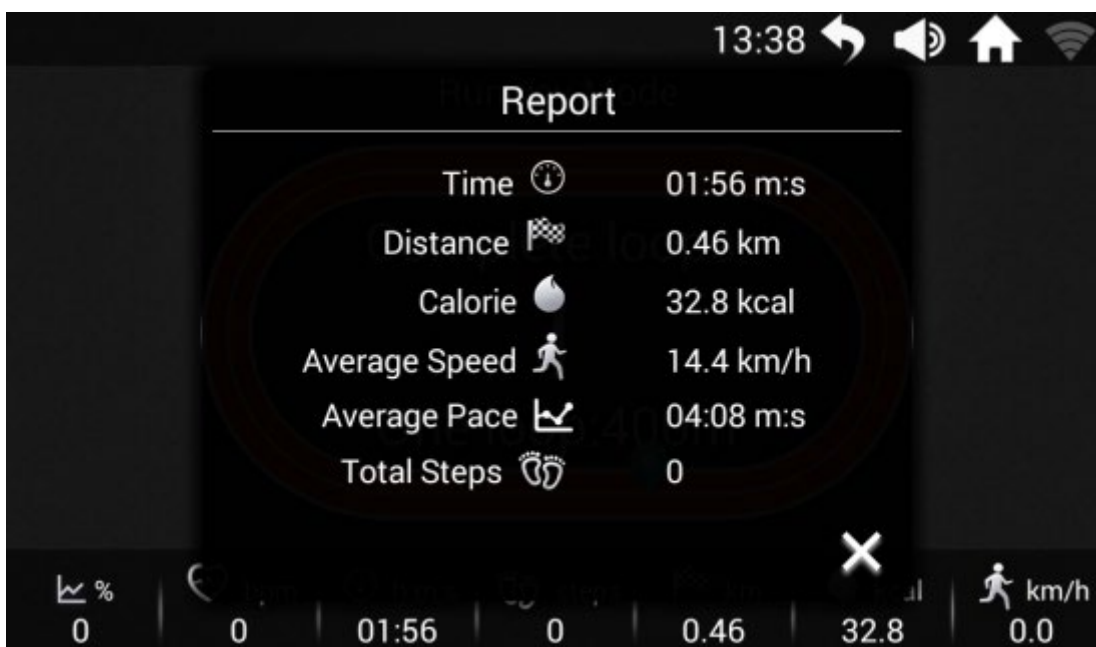 13:38
Report
Time 01:56 m:s
Distance 0.46 km
Calorie 32.8 kcal
Average Speed 14.4 km/h
Average Pace 04:08 m:s
Total Steps 0
% km/h
0 0 01:56 0 0.46 32.8 0.0